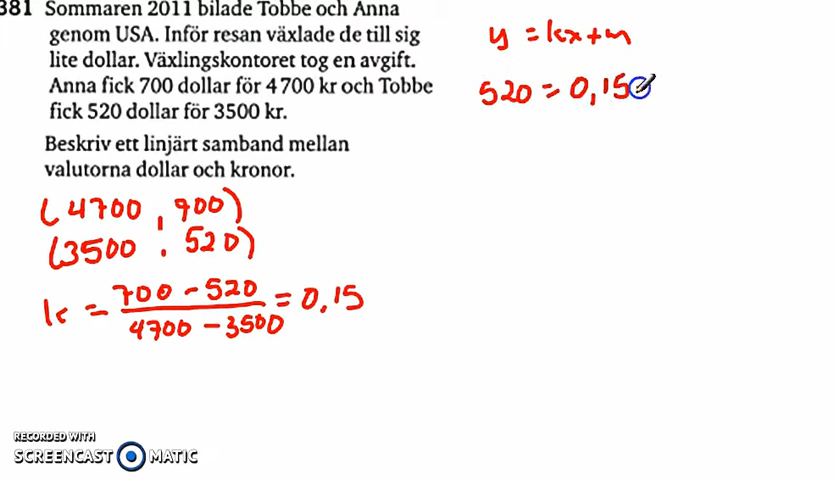 381 Sommaren 2011 bilade Tobbe och Anna
genom USA. Inför resan växlade de till sig
lite dollar. Växlingskontoret tog en avgift.
Anna fick 700 dollar för 4 700 kr och Tobbe
fick 520 dollar för 3500 kr.
Beskriv ett linjärt samband mellan
valutorna dollar och kronor.
(4700 , 700)
(3500 , 520)
k = 700 - 520 / 4700 - 3500 = 0,15
y = kx + m
520 = 0,15
RECORDED WITH
SCREENCAST MATIC